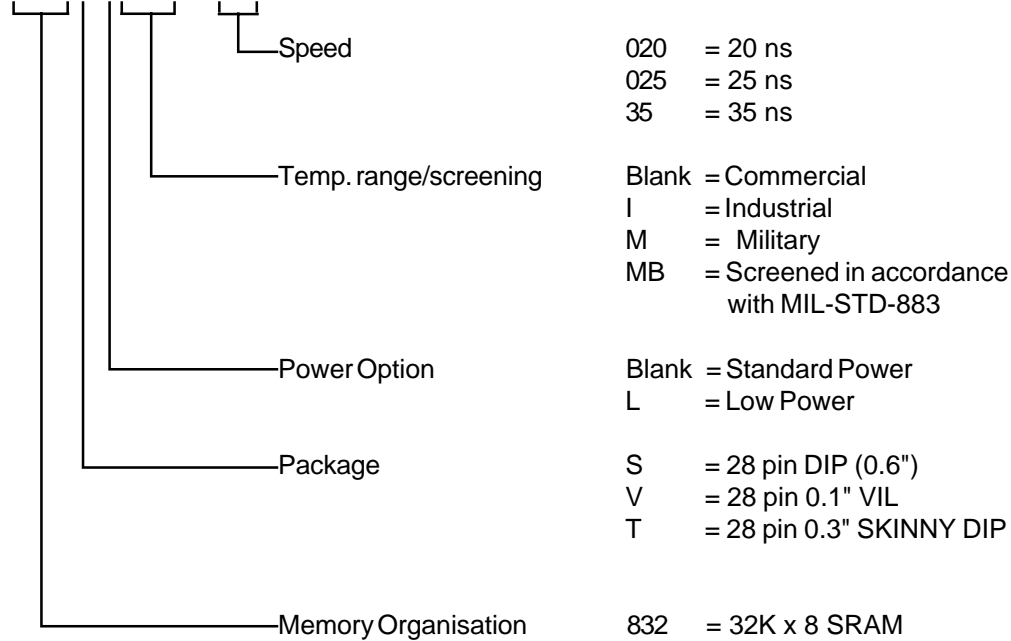 Speed 020 = 20 ns
025 = 25 ns
35 = 35 ns
Temp. range/screening Blank = Commercial
I = Industrial
M = Military
MB = Screened in accordance
with MIL-STD-883
Power Option Blank = Standard Power
L = Low Power
Package S = 28 pin DIP (0.6")
V = 28 pin 0.1" VIL
T = 28 pin 0.3" SKINNY DIP
Memory Organisation 832 = 32K x 8 SRAM